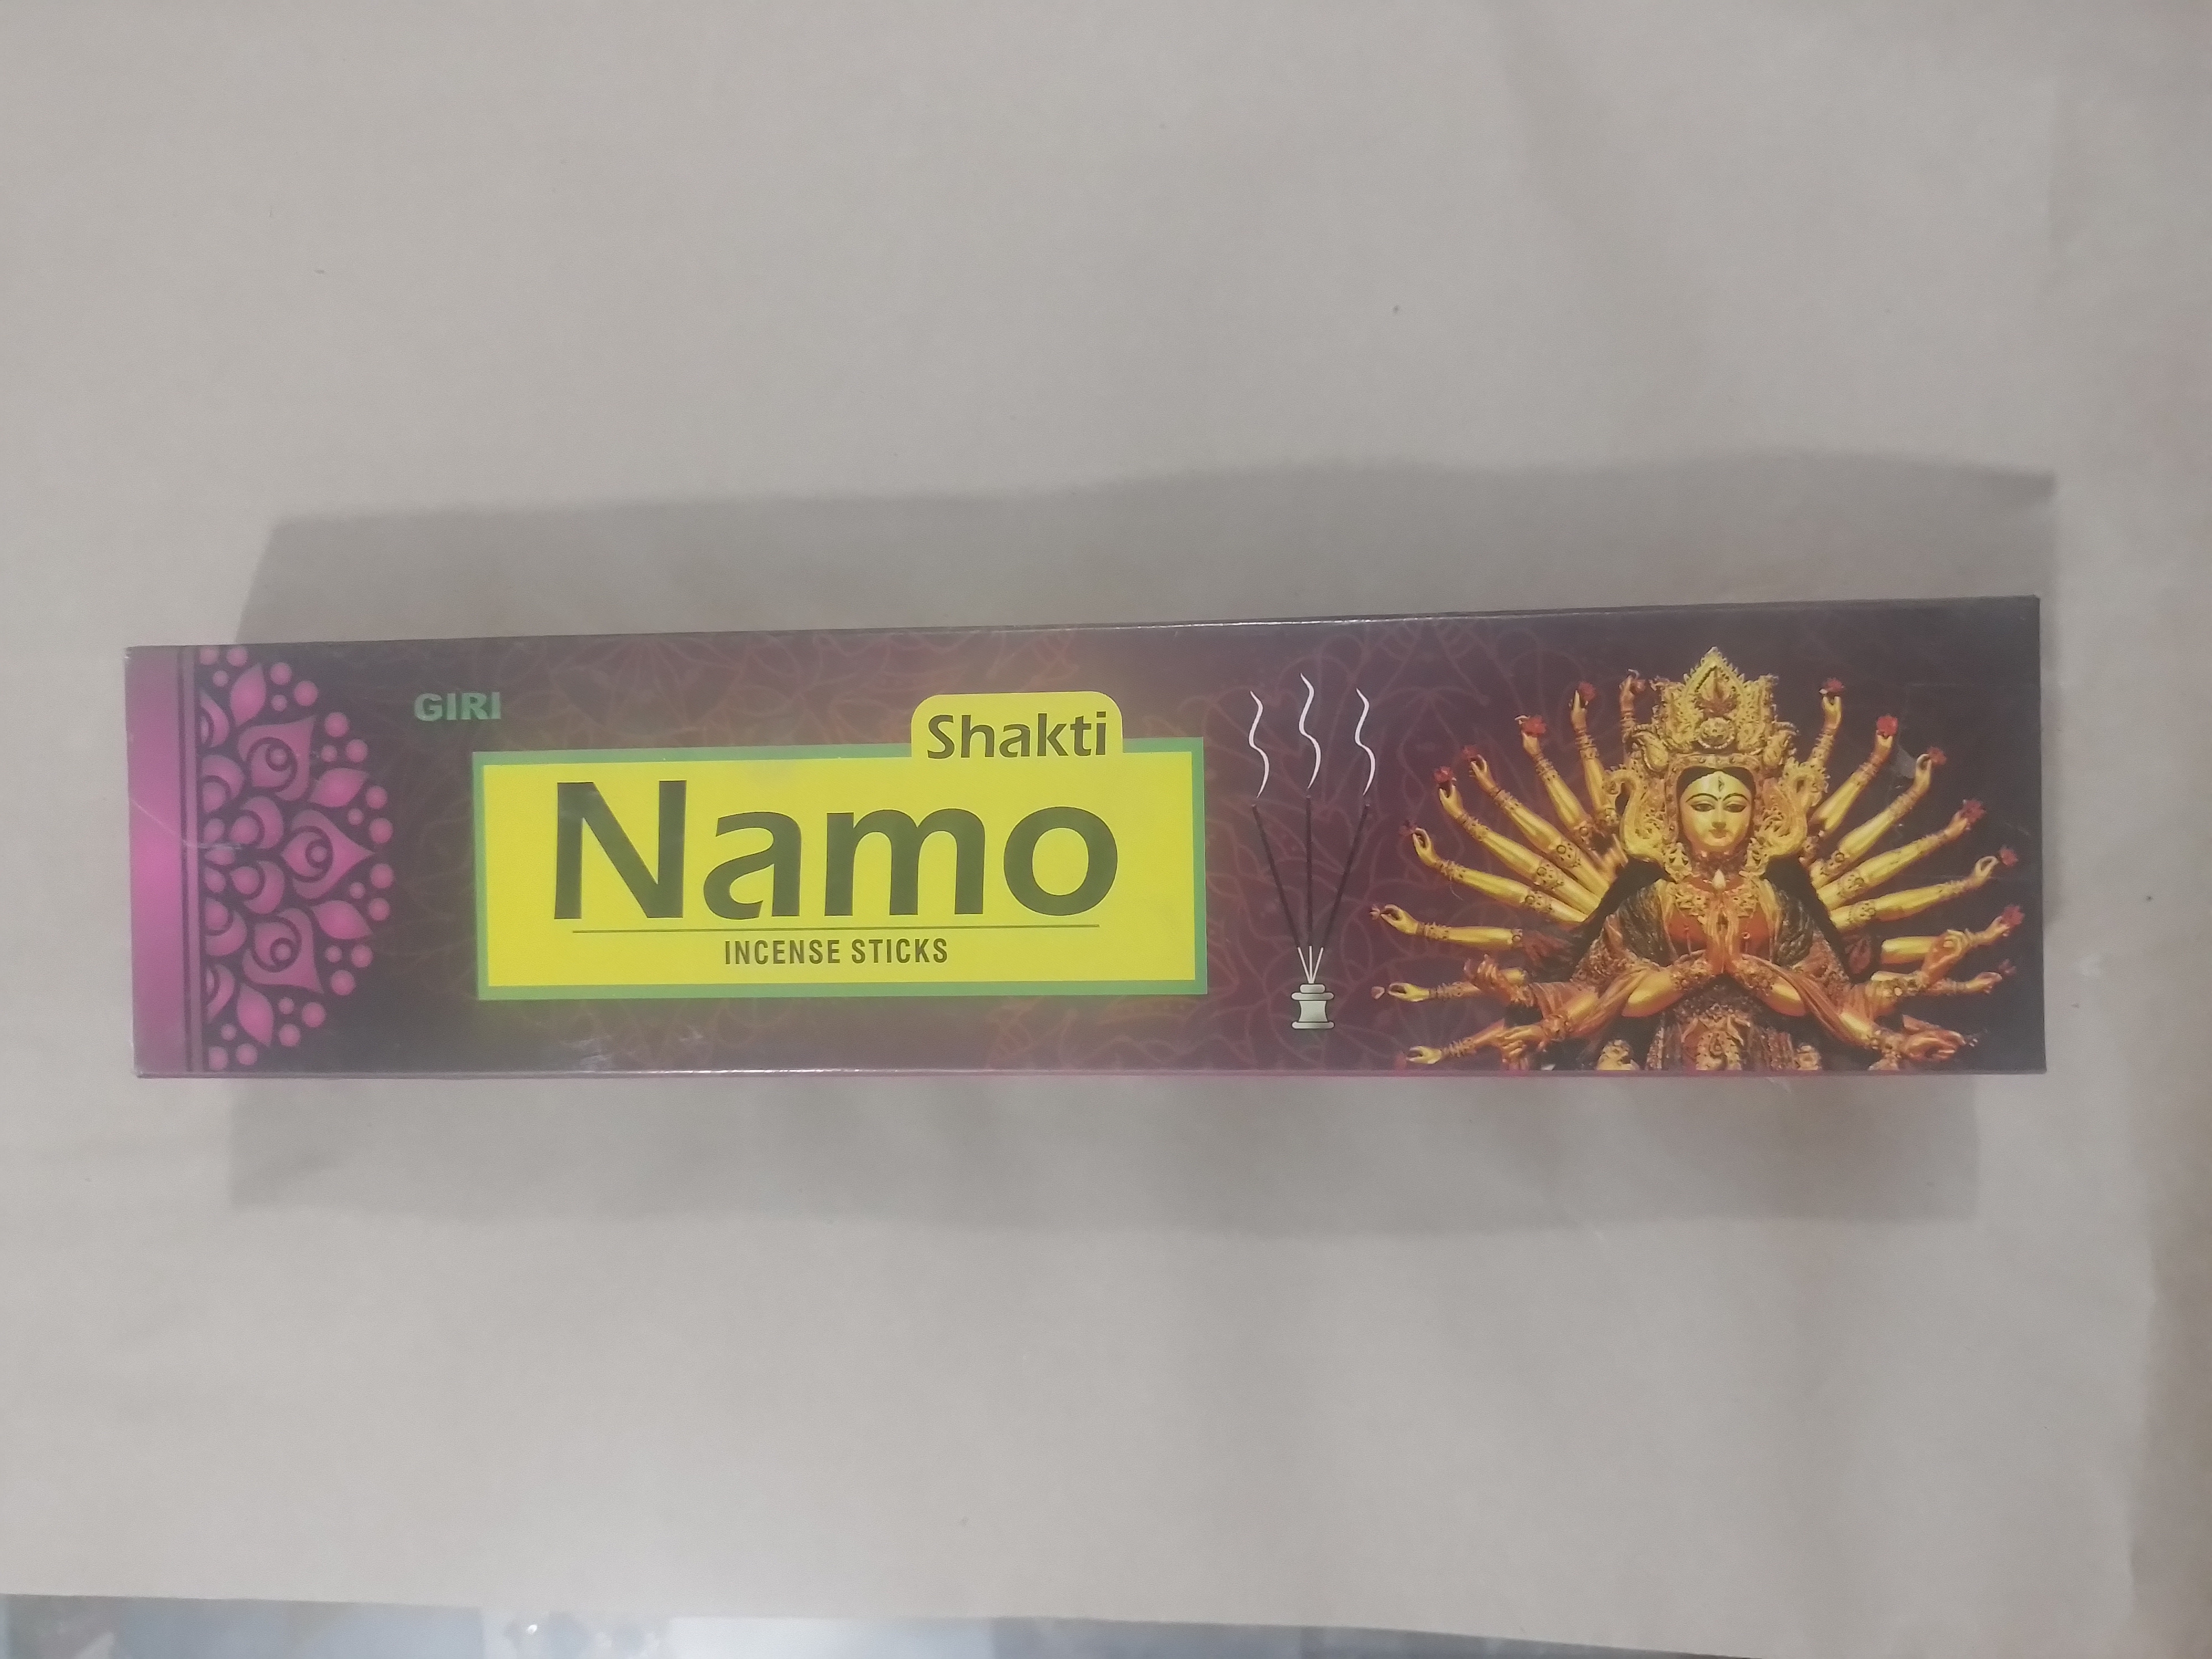 GIRI
Shakti
Namo
INCENSE STICKS